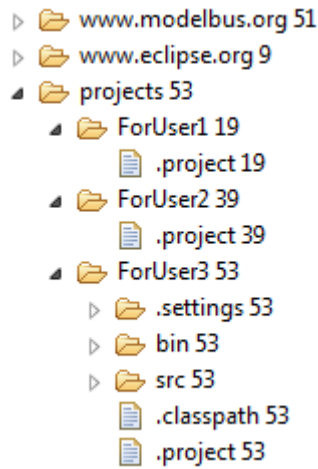 www.modelbus.org 51
www.eclipse.org 9
projects 53
ForUser1 19
.project 19
ForUser2 39
.project 39
ForUser3 53
.settings 53
bin 53
src 53
.classpath 53
.project 53